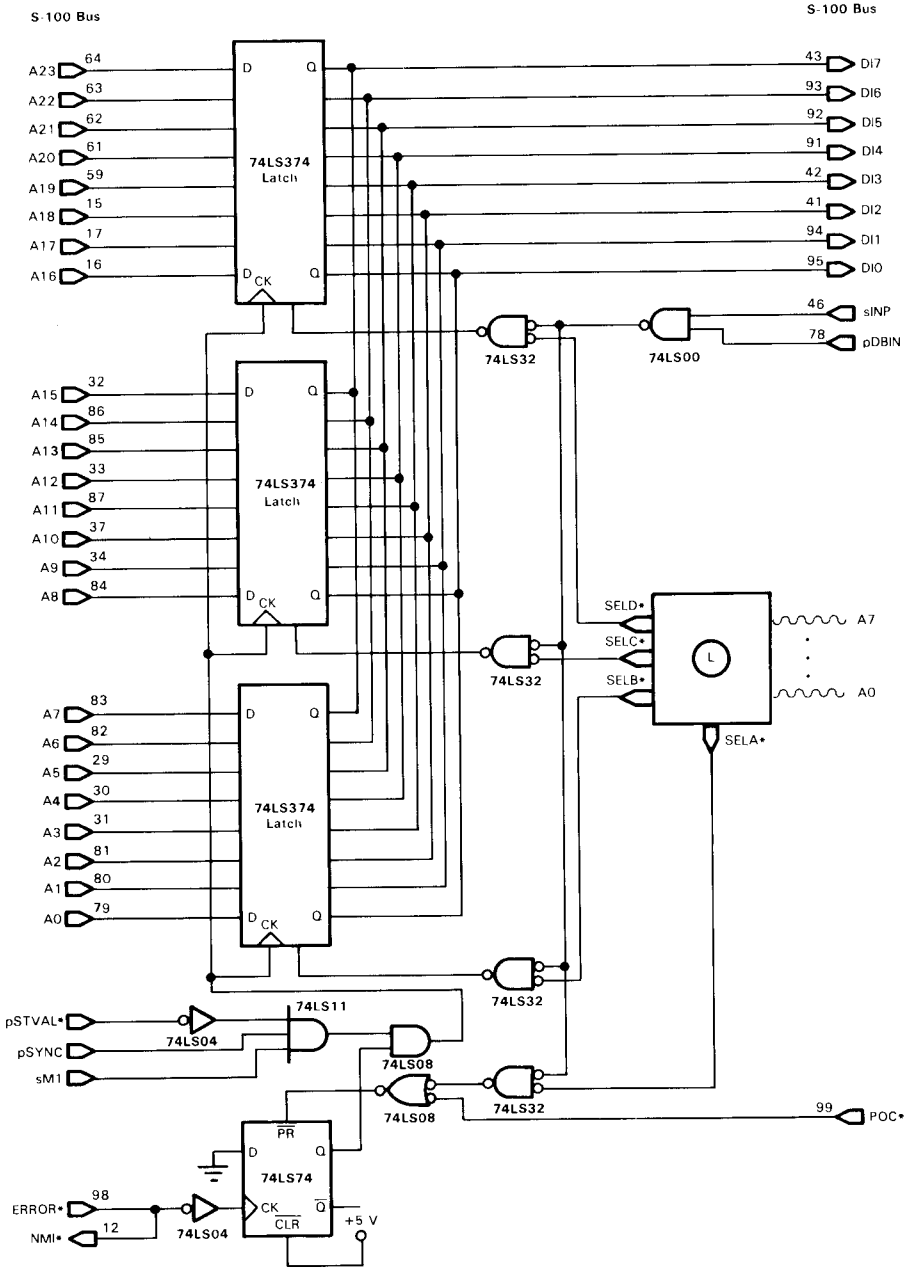 S-100 Bus
S-100 Bus
A23 64
A22 63
A21 62
A20 61
A19 59
A18 15
A17 17
A16 16
D Q
74LS374
Latch
D CK Q
43 DI7
93 DI6
92 DI5
91 DI4
42 DI3
41 DI2
94 DI1
95 DI0
46 sINP
78 pDBIN
74LS32
74LS00
A15 32
A14 86
A13 85
A12 33
A11 87
A10 37
A9 34
A8 84
D Q
74LS374
Latch
D CK Q
74LS32
SELD*
SELC*
SELB*
L
A7
A0
SELA*
A7 83
A6 82
A5 29
A4 30
A3 31
A2 81
A1 80
A0 79
D Q
74LS374
Latch
D CK Q
74LS32
pSTVAL*
pSYNC
sM1
74LS04
74LS11
74LS08
74LS08
74LS32
99 POC*
PR
D Q
74LS74
CK Q
CLR
+5 V
ERROR* 98
NMI* 12
74LS04